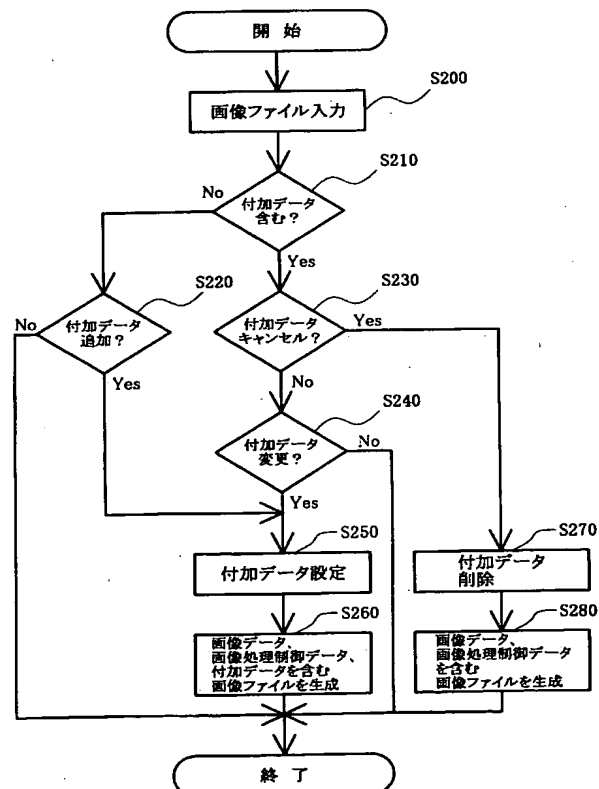 開 始
S200
画像ファイル入力
S210
No
付加データ
含む？
Yes
S220
S230
No
付加データ
追加？
付加データ
キャンセル？
Yes
Yes
No
S240
付加データ
変更？
No
Yes
S250
付加データ設定
S270
付加データ
削除
S260
画像データ、
画像処理制御データ、
付加データを含む
画像ファイルを生成
S280
画像データ、
画像処理制御データ
を含む
画像ファイルを生成
終 了